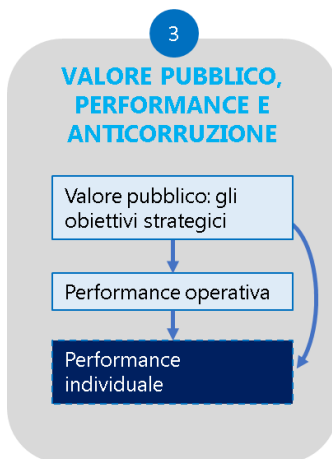 3
VALORE PUBBLICO,
PERFORMANCE E
ANTICORRUZIONE
Valore pubblico: gli
obiettivi strategici
Performance operativa
Performance
individuale